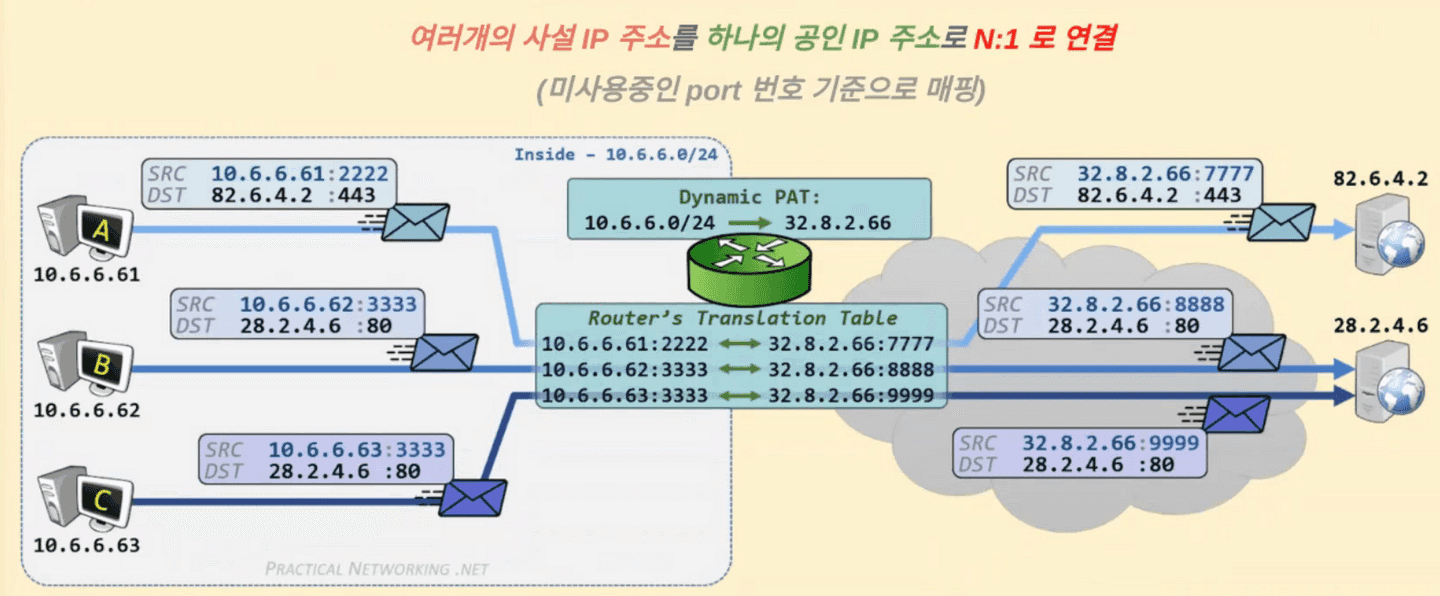 여러개의 사설 IP 주소를 하나의 공인 IP 주소로 N:1 로 연결
(미사용중인 port 번호 기준으로 매핑)
Inside – 10.6.6.0/24
SRC 10.6.6.61:2222
DST 82.6.4.2 :443
A
10.6.6.61
SRC 10.6.6.62:3333
DST 28.2.4.6 :80
B
10.6.6.62
SRC 10.6.6.63:3333
DST 28.2.4.6 :80
C
10.6.6.63
PRACTICAL NETWORKING .NET
Dynamic PAT:
10.6.6.0/24 → 32.8.2.66
Router's Translation Table
10.6.6.61:2222 ↔ 32.8.2.66:7777
10.6.6.62:3333 ↔ 32.8.2.66:8888
10.6.6.63:3333 ↔ 32.8.2.66:9999
SRC 32.8.2.66:7777
DST 82.6.4.2 :443
82.6.4.2
SRC 32.8.2.66:8888
DST 28.2.4.6 :80
28.2.4.6
SRC 32.8.2.66:9999
DST 28.2.4.6 :80